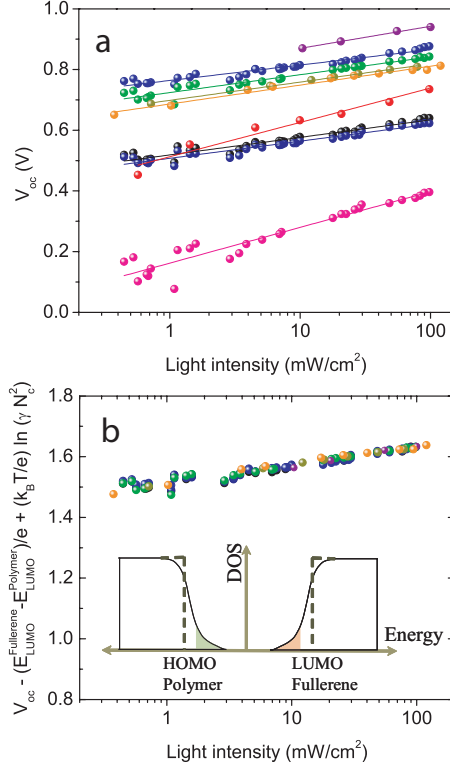 a
1.0
0.8
0.6
0.4
0.2
0.0
V_oc (V)
1
10
100
Light intensity (mW/cm²)
b
1.8
1.6
1.4
1.2
1.0
0.8
V_oc - (E_LUMO^Fullerene -E_LUMO^Polymer)/e + (k_B T/e) ln (γ N_c^2)
DOS
Energy
HOMO
Polymer
LUMO
Fullerene
1
10
100
Light intensity (mW/cm²)